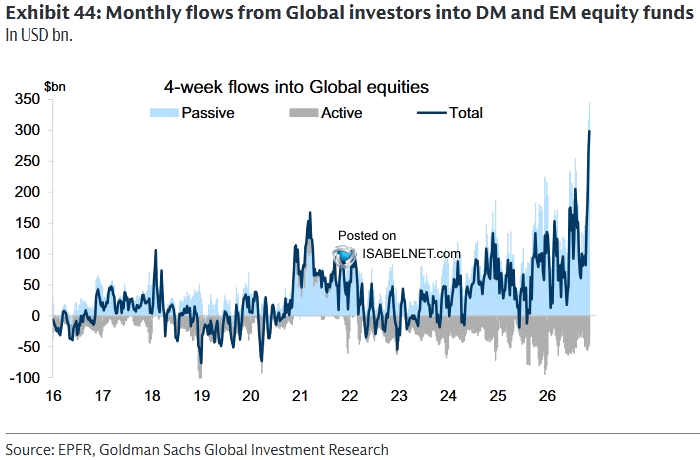 Exhibit 44: Monthly flows from Global investors into DM and EM equity funds
In USD bn.
$bn
4-week flows into Global equities
Passive Active Total
350
300
250
200
150
100
50
0
-50
-100
Posted on
ISABELNET.com
16 17 18 19 20 21 22 23 24 25 26
Source: EPFR, Goldman Sachs Global Investment Research